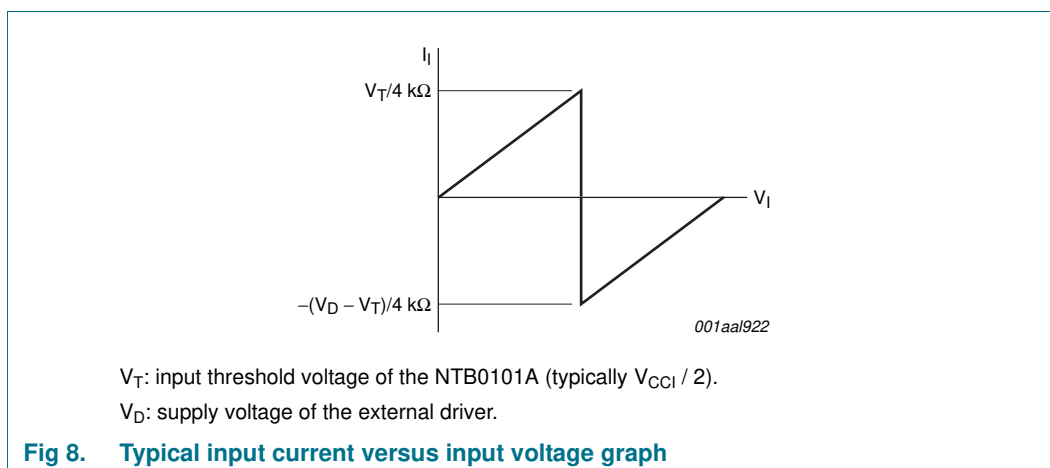 I_I
V_T/4 kΩ
V_I
−(V_D − V_T)/4 kΩ
001aal922
V_T: input threshold voltage of the NTB0101A (typically V_CCI / 2).
V_D: supply voltage of the external driver.
Fig 8. Typical input current versus input voltage graph